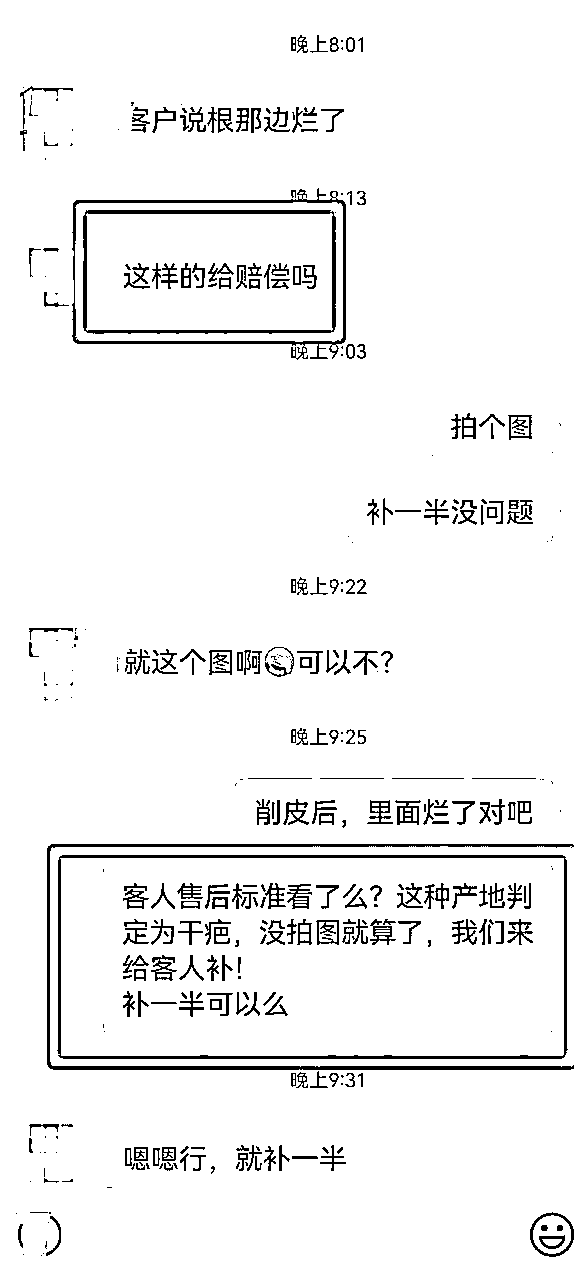 晚上8:01
客户说根那边烂了
晚上8:13
这样的给赔偿吗
晚上9:03
拍个图
补一半没问题
晚上9:22
就这个图啊可以不?
晚上9:25
削皮后，里面烂了对吧
客人售后标准看了么？这种产地判
定为干疤，没拍图就算了，我们来
给客人补！
补一半可以么
晚上9:31
嗯嗯行，就补一半